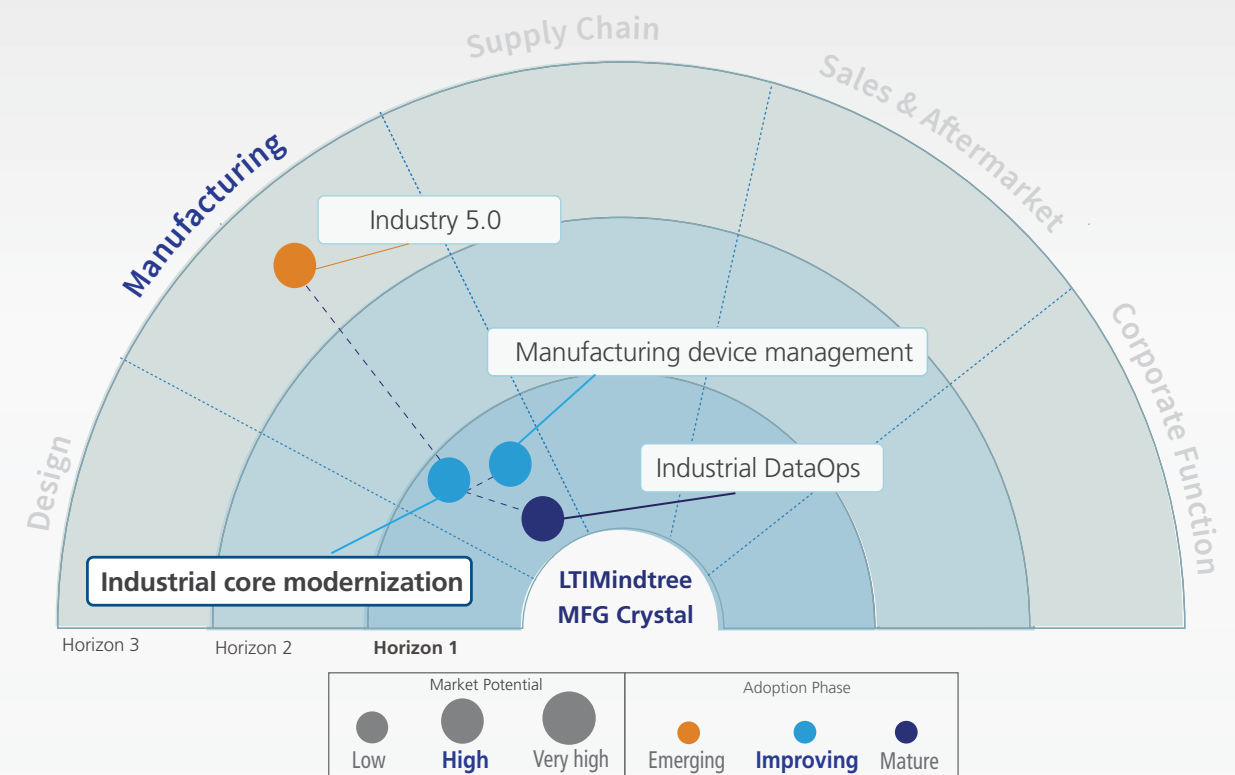 Supply Chain
Sales & Aftermarket
Manufacturing
Industry 5.0
Manufacturing device management
Corporate Function
Design
Industrial DataOps
Industrial core modernization
LTIMindtree
MFG Crystal
Horizon 3
Horizon 2
Horizon 1
Market Potential
Adoption Phase
Low
High
Very high
Emerging
Improving
Mature